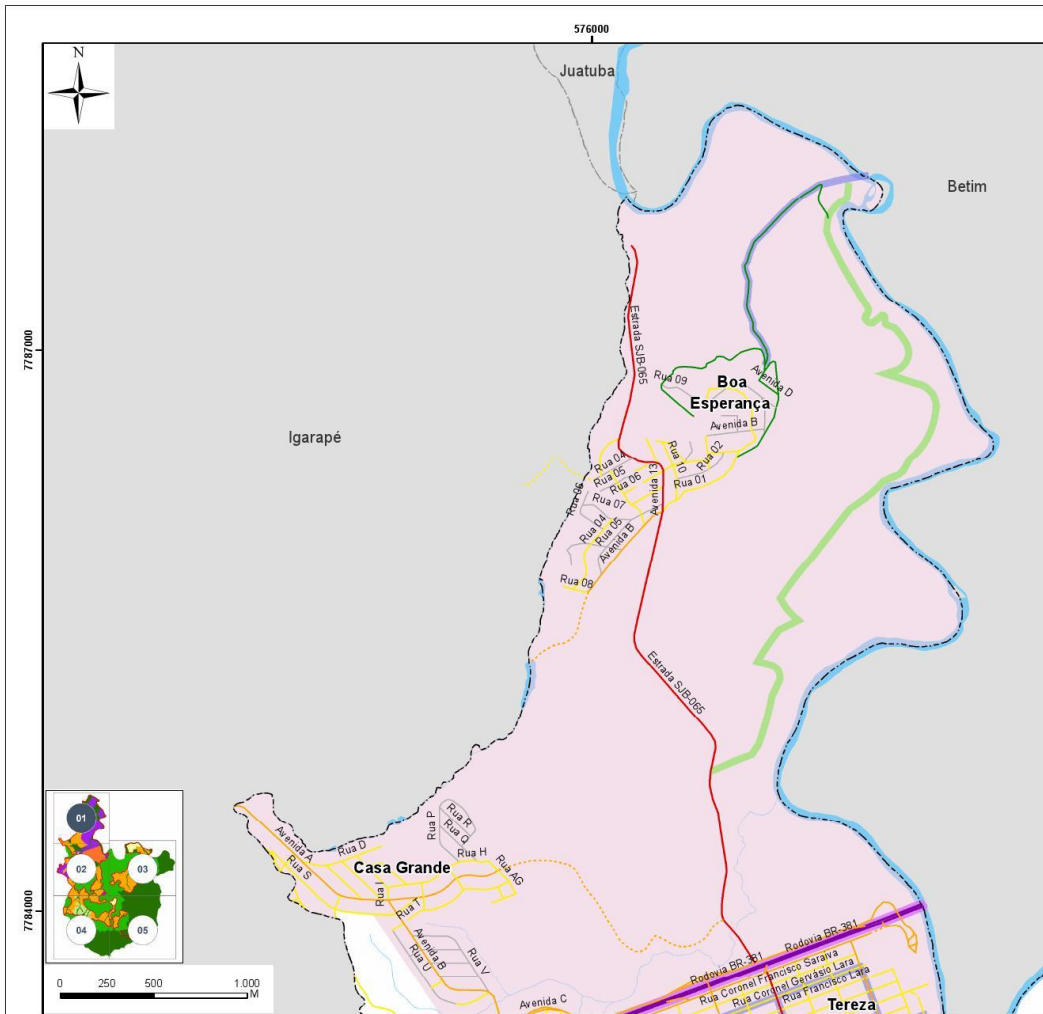 576000
N
Juatuba
Betim
7787000
Estrada SJB-065
Rua 09
Avenida D
Boa
Esperança
Igarapé
Avenida B
Rua 04
Rua 05
Rua 06
Rua 10
Rua 02
Rua 01
Avenida 13
Rua 06
Rua 07
Rua 04
Rua 05
Avenida B
Rua 08
Estrada SJB-065
01
02
03
04
05
Rua R
Rua Q
Rua P
Rua H
Avenida A
Rua D
Rua S
Casa Grande
Rua AG
Rua I
Rua T
7784000
Avenida B
Rua U
Rua V
Avenida C
Rodovia BR-381
Rodovia BR-381
Rua Coronel Francisco Saraiva
Rua Coronel Gervásio Lara
Rua Francisco Lara
Tereza
0 250 500 1.000
M